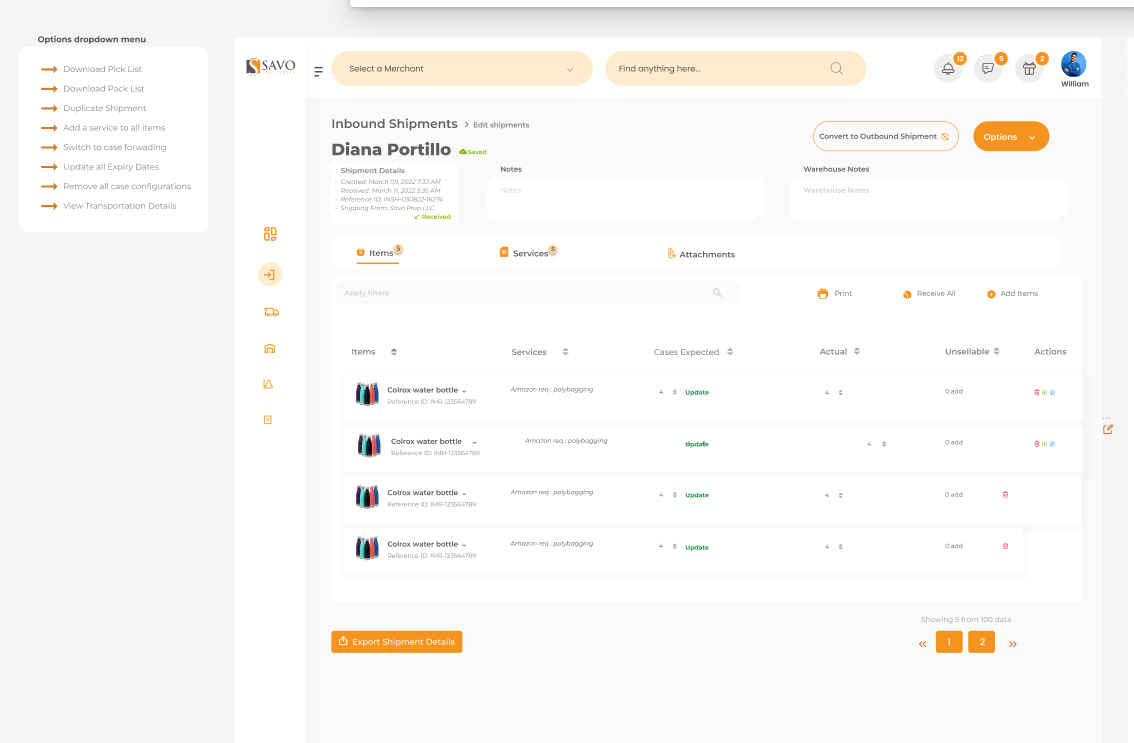 Options dropdown menu
Download Pick List
Download Pack List
Duplicate Shipment
Add a service to all items
Switch to case forwading
Update all Expiry Dates
Remove all case configurations
View Transportation Details
SAVO
Select a Merchant
Find anything here...
12
5
2
William
Inbound Shipments > Edit shipments
Diana Portillo
Saved
Convert to Outbound Shipment
Options
Shipment Details
- Created: March 09, 2022 7:33 AM
- Received: March 11, 2022 5:35 AM
- Reference ID: INSH-030822-16274
- Shipping From: Savo Prep LLC
Received
Notes
Notes
Warehouse Notes
Warehouse Notes
Items 5
Services 5
Attachments
Apply filters
Print
Receive All
Add Items
Items
Services
Cases Expected
Actual
Unsellable
Actions
Colrox water bottle
Reference ID: IMR-123564789
Amazon req : polybagging
4
Update
4
0 add
Colrox water bottle
Reference ID: IMR-123564789
Amazon req : polybagging
Update
4
0 add
Colrox water bottle
Reference ID: IMR-123564789
Amazon req : polybagging
4
Update
4
0 add
Colrox water bottle
Reference ID: IMR-123564789
Amazon req : polybagging
4
Update
4
0 add
Showing 5 from 100 data
Export Shipment Details
« 1 2 »